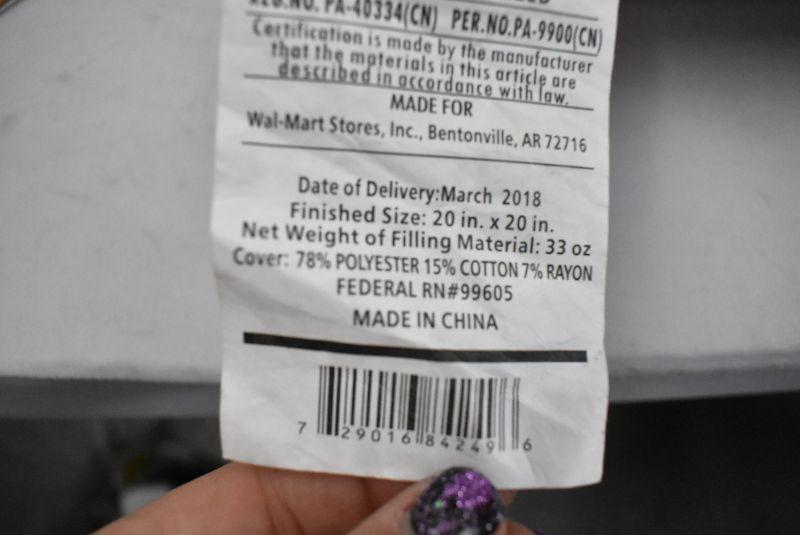 REG.NO. PA-40334(CN) PER.NO.PA-9900(CN)
Certification is made by the manufacturer
that the materials in this article are
described in accordance with law.
MADE FOR
Wal-Mart Stores, Inc., Bentonville, AR 72716
Date of Delivery:March 2018
Finished Size: 20 in. x 20 in.
Net Weight of Filling Material: 33 oz
Cover: 78% POLYESTER 15% COTTON 7% RAYON
FEDERAL RN#99605
MADE IN CHINA
7 29016 84249 6